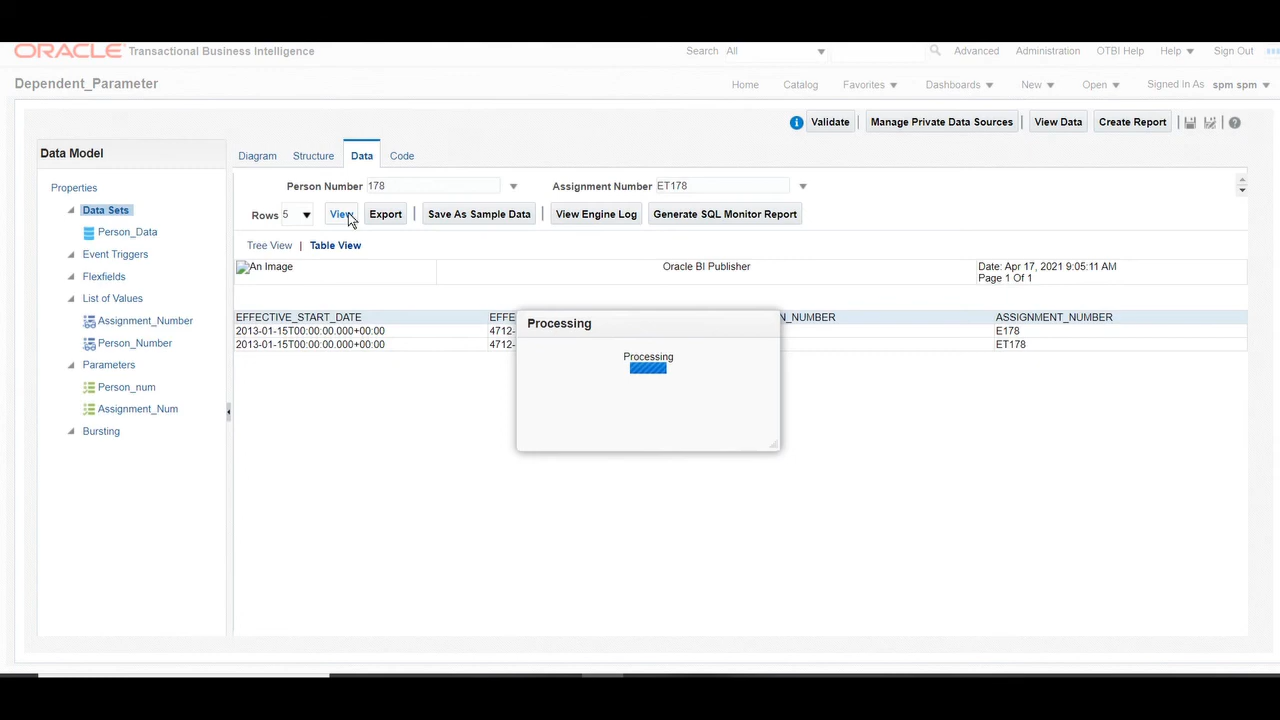 ORACLE Transactional Business Intelligence Search All Advanced Administration OTBI Help Help Sign Out
Dependent_Parameter Home Catalog Favorites Dashboards New Open Signed In As spm spm
Validate Manage Private Data Sources View Data Create Report
Data Model
Diagram Structure Data Code
Properties
Data Sets
Person_Data
Event Triggers
Flexfields
List of Values
Assignment_Number
Person_Number
Parameters
Person_num
Assignment_Num
Bursting
Person Number 178 Assignment Number ET178
Rows 5 View Export Save As Sample Data View Engine Log Generate SQL Monitor Report
Tree View | Table View
An Image Oracle BI Publisher Date: Apr 17, 2021 9:05:11 AM
Page 1 Of 1
EFFECTIVE_START_DATE EFFE N_NUMBER ASSIGNMENT_NUMBER
2013-01-15T00:00:00.000+00:00 4712- E178
2013-01-15T00:00:00.000+00:00 4712- ET178
Processing
Processing